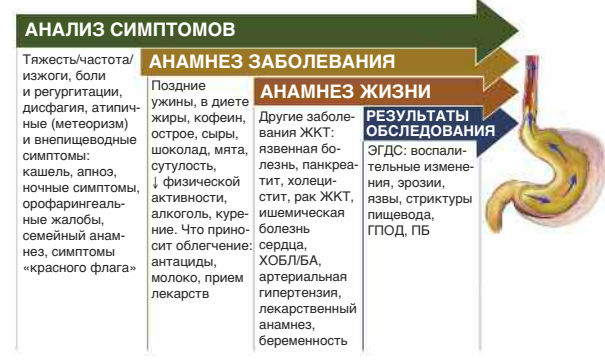 АНАЛИЗ СИМПТОМОВ
Тяжесть/частота/
изжоги, боли
и регургитации,
дисфагия, атипич-
ные (метеоризм)
и внепищеводные
симптомы:
кашель, апноэ,
ночные симптомы,
орофарингеаль-
ные жалобы,
семейный анам-
нез, симптомы
«красного флага»
АНАМНЕЗ ЗАБОЛЕВАНИЯ
Поздние
ужины, в диете
жиры, кофеин,
острое, сыры,
шоколад, мята,
сутулость,
↓ физической
активности,
алкоголь, куре-
ние. Что прино-
сит облегчение:
антациды,
молоко, прием
лекарств
АНАМНЕЗ ЖИЗНИ
Другие заболе-
вания ЖКТ:
язвенная бо-
лезнь, панкреа-
тит, холеци-
стит, рак ЖКТ,
ишемическая
болезнь
сердца,
ХОБЛ/БА,
артериальная
гипертензия,
лекарственный
анамнез,
беременность
РЕЗУЛЬТАТЫ
ОБСЛЕДОВАНИЯ
ЭГДС: воспали-
тельные измене-
ния, эрозии,
язвы, стриктуры
пищевода,
ГПОД, ПБ